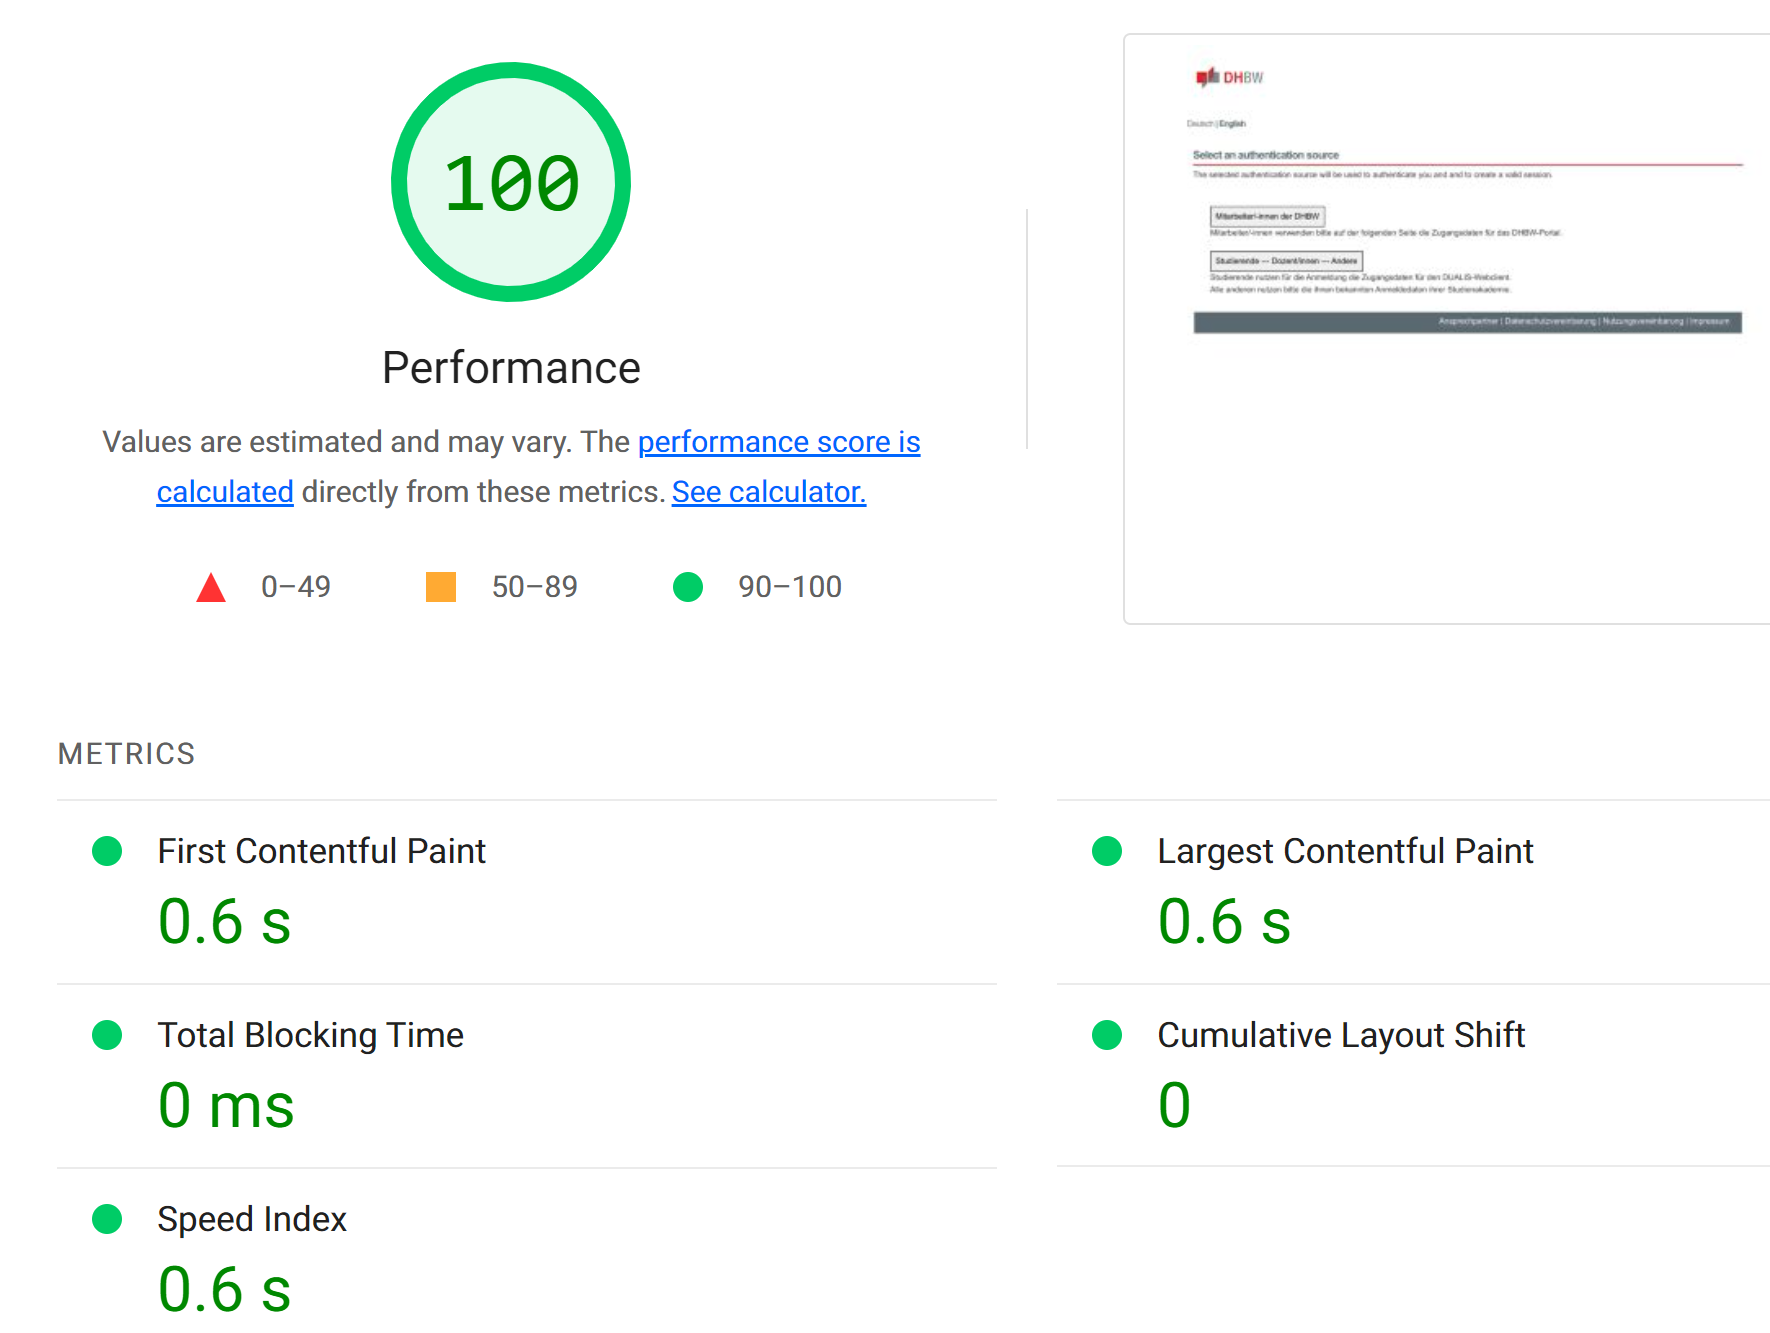 100
Performance
Values are estimated and may vary. The performance score is
calculated directly from these metrics. See calculator.
0–49
50–89
90–100
DHBW
Deutsch | English
Select an authentication source
The selected authentication source will be used to authenticate you and and to create a valid session.
Mitarbeiter/-innen der DHBW
Mitarbeiter/-innen verwenden bitte auf der folgenden Seite die Zugangsdaten für das DHBW-Portal.
Studierende --- Dozent/innen --- Andere
Studierende nutzen für die Anmeldung die Zugangsdaten für den DUALIS-Webclient.
Alle anderen nutzen bitte die ihnen bekannten Anmeldedaten ihrer Studienakademie.
Ansprechpartner | Datenschutzvereinbarung | Nutzungsvereinbarung | Impressum
METRICS
First Contentful Paint
0.6 s
Largest Contentful Paint
0.6 s
Total Blocking Time
0 ms
Cumulative Layout Shift
0
Speed Index
0.6 s